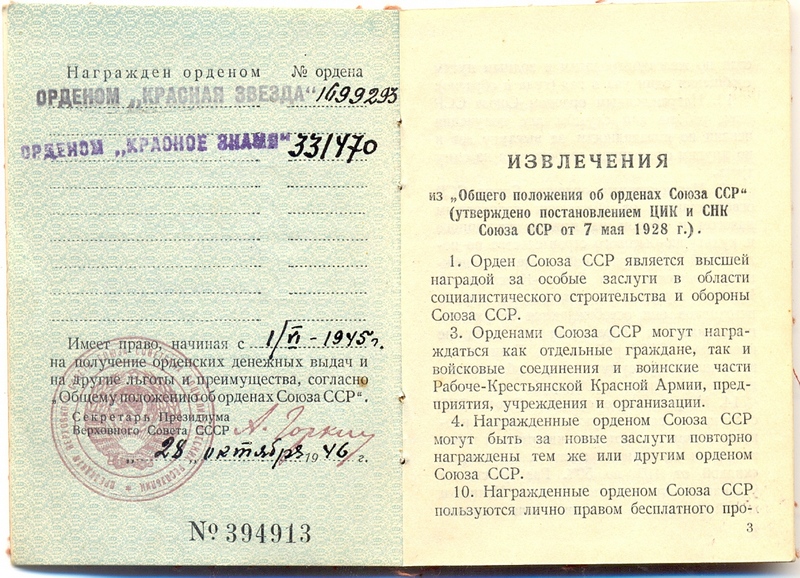 Награжден орденом № ордена
ОРДЕНОМ „КРАСНАЯ ЗВЕЗДА“ 1699293
ОРДЕНОМ „КРАСНОЕ ЗНАМЯ“ 331470
Имеет право, начиная с 1/VI - 1945г.
на получение орденских денежных выдач и
на другие льготы и преимущества, согласно
„Общему положению об орденах Союза ССР“.
Секретарь Президиума
Верховного Совета СССР А. Горкин
„28„ октября 1946 г.
№ 394913
ИЗВЛЕЧЕНИЯ
из „Общего положения об орденах Союза ССР“
(утверждено постановлением ЦИК и СНК
Союза ССР от 7 мая 1928 г.).
1. Орден Союза ССР является высшей
наградой за особые заслуги в области
социалистического строительства и обороны
Союза ССР.
3. Орденами Союза ССР могут награ-
ждаться как отдельные граждане, так и
войсковые соединения и воинские части
Рабоче-Крестьянской Красной Армии, пред-
приятия, учреждения и организации.
4. Награжденные орденом Союза ССР
могут быть за новые заслуги повторно
награждены тем же или другим орденом
Союза ССР.
10. Награжденные орденом Союза ССР
пользуются лично правом бесплатного про-
3